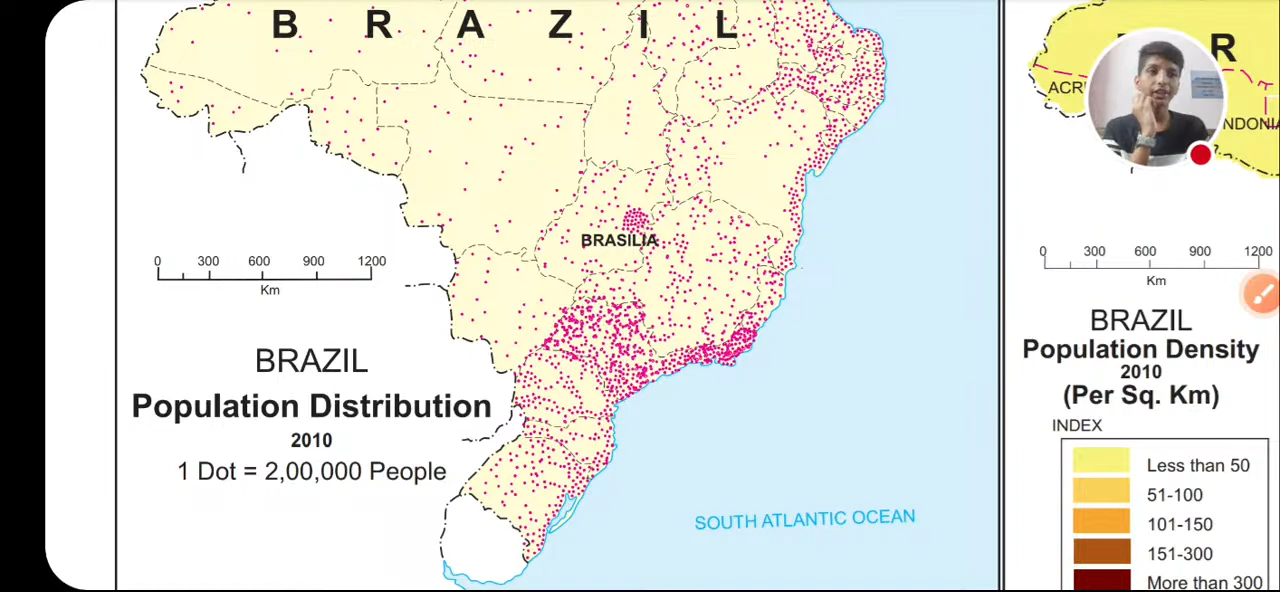 B R A Z I L
BRASILIA
0 300 600 900 1200
Km
BRAZIL
Population Distribution
2010
1 Dot = 2,00,000 People
SOUTH ATLANTIC OCEAN
R
ACR
NDONIA
0 300 600 900 1200
Km
BRAZIL
Population Density
2010
(Per Sq. Km)
INDEX
Less than 50
51-100
101-150
151-300
More than 300